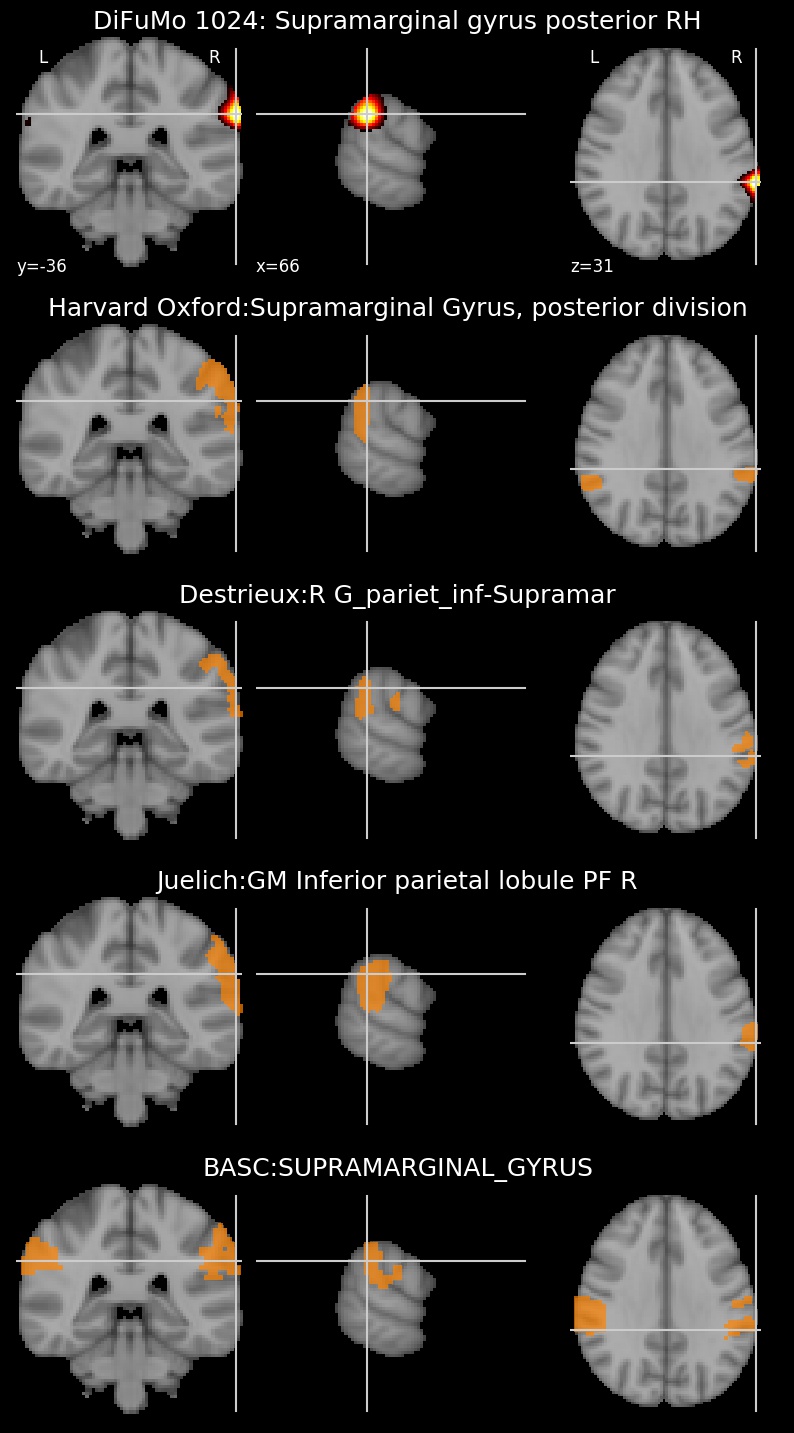 DiFuMo 1024: Supramarginal gyrus posterior RH
L R L R
y=-36 x=66 z=31
Harvard Oxford:Supramarginal Gyrus, posterior division
Destrieux:R G_pariet_inf-Supramar
Juelich:GM Inferior parietal lobule PF R
BASC:SUPRAMARGINAL_GYRUS